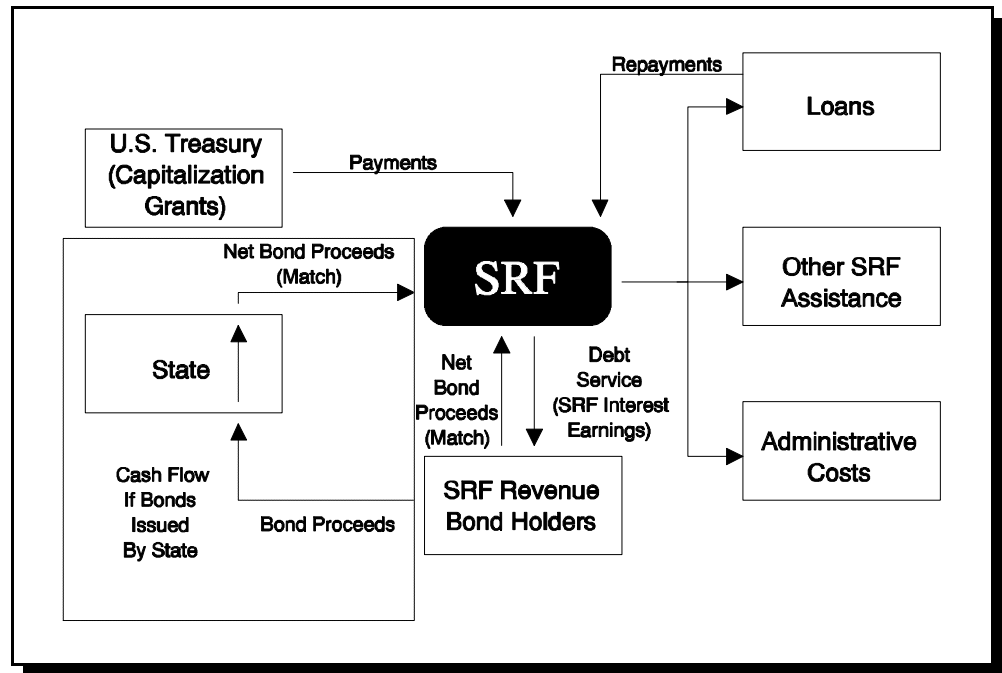 Repayments
Loans
U.S. Treasury
(Capitalization
Grants)
Payments
Net Bond Proceeds
(Match)
SRF
Other SRF
Assistance
State
Net
Bond
Proceeds
(Match)
Debt
Service
(SRF Interest
Earnings)
Cash Flow
If Bonds
Issued
By State
Bond Proceeds
SRF Revenue
Bond Holders
Administrative
Costs